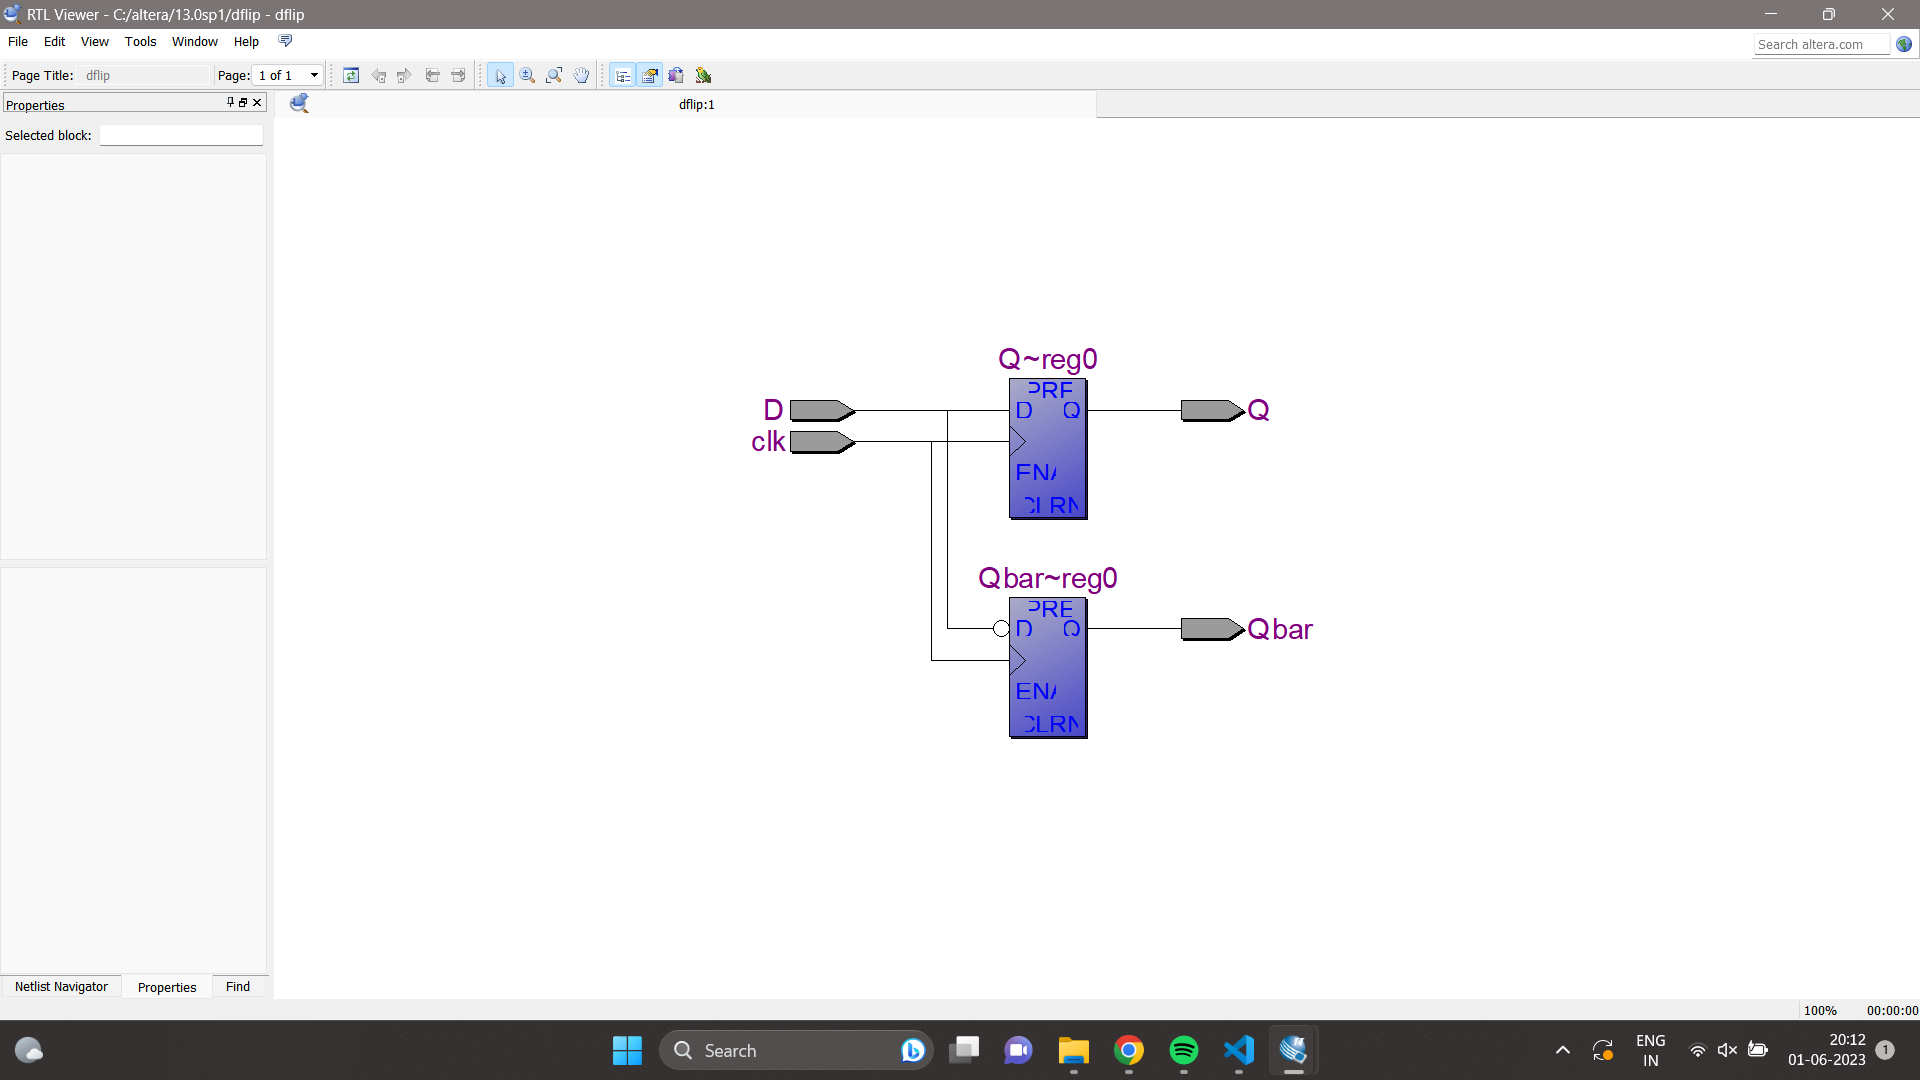 RTL Viewer - C:/altera/13.0sp1/dflip - dflip
File Edit View Tools Window Help
Search altera.com
Page Title: dflip Page: 1 of 1
Properties
dflip:1
Selected block:
Q~reg0
PRE
D D Q Q
clk
ENA
CLRN
Qbar~reg0
PRE
D Q Qbar
ENA
CLRN
Netlist Navigator Properties Find
100% 00:00:00
Search
ENG
IN
20:12
01-06-2023
1